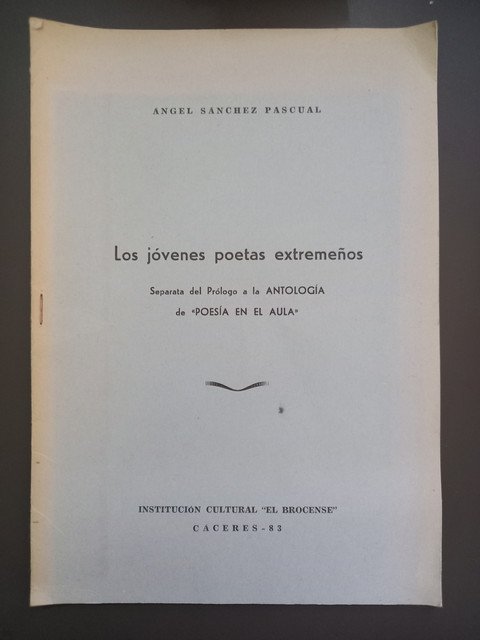 ANGEL SANCHEZ PASCUAL
Los jóvenes poetas extremeños
Separata del Prólogo a la ANTOLOGÍA
de «POESÍA EN EL AULA»
INSTITUCIÓN CULTURAL "EL BROCENSE"
CACERES-83